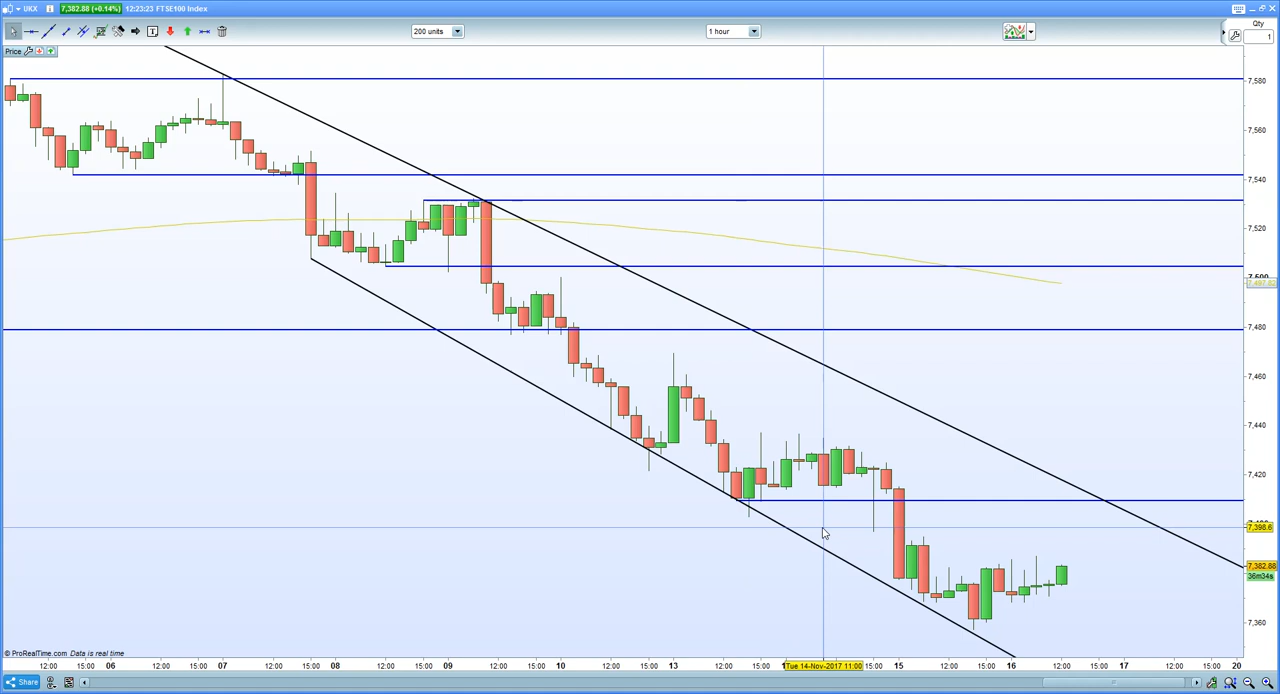 UKX 7,382.88 (+0.14%) 12:23:23 FTSE100 Index
Qty
200 units 1 hour 1
Price
7,580
7,560
7,540
7,520
7,497.82
7,480
7,460
7,440
7,420
7,398.6
7,382.88
36m34s
7,360
© ProRealTime.com Data is real time
12:00 15:00 06 12:00 15:00 07 12:00 15:00 08 12:00 15:00 09 12:00 15:00 10 12:00 15:00 13 12:00 15:00 Tue 14-Nov-2017 11:00 15:00 15 12:00 15:00 16 12:00 15:00 17 12:00 15:00 20
Share